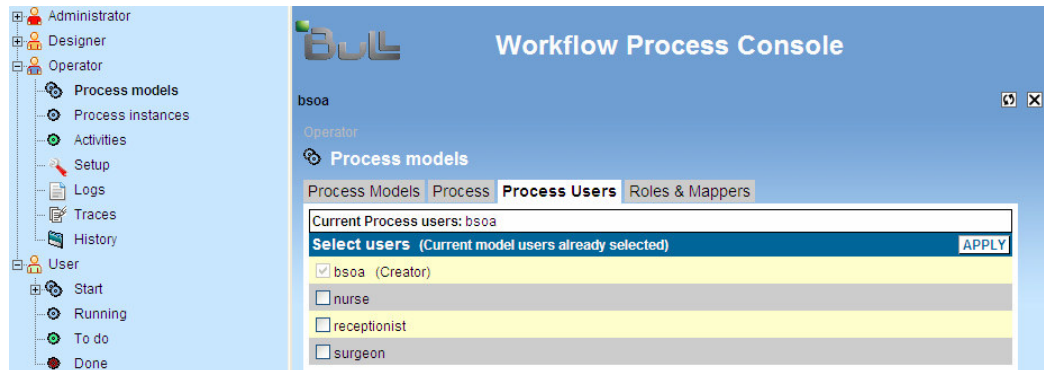 Administrator
Designer
Operator
Process models
Process instances
Activities
Setup
Logs
Traces
History
User
Start
Running
To do
Done
Bull
Workflow Process Console
bsoa
Operator
Process models
Process Models Process Process Users Roles & Mappers
Current Process users: bsoa
Select users (Current model users already selected) APPLY
bsoa (Creator)
nurse
receptionist
surgeon